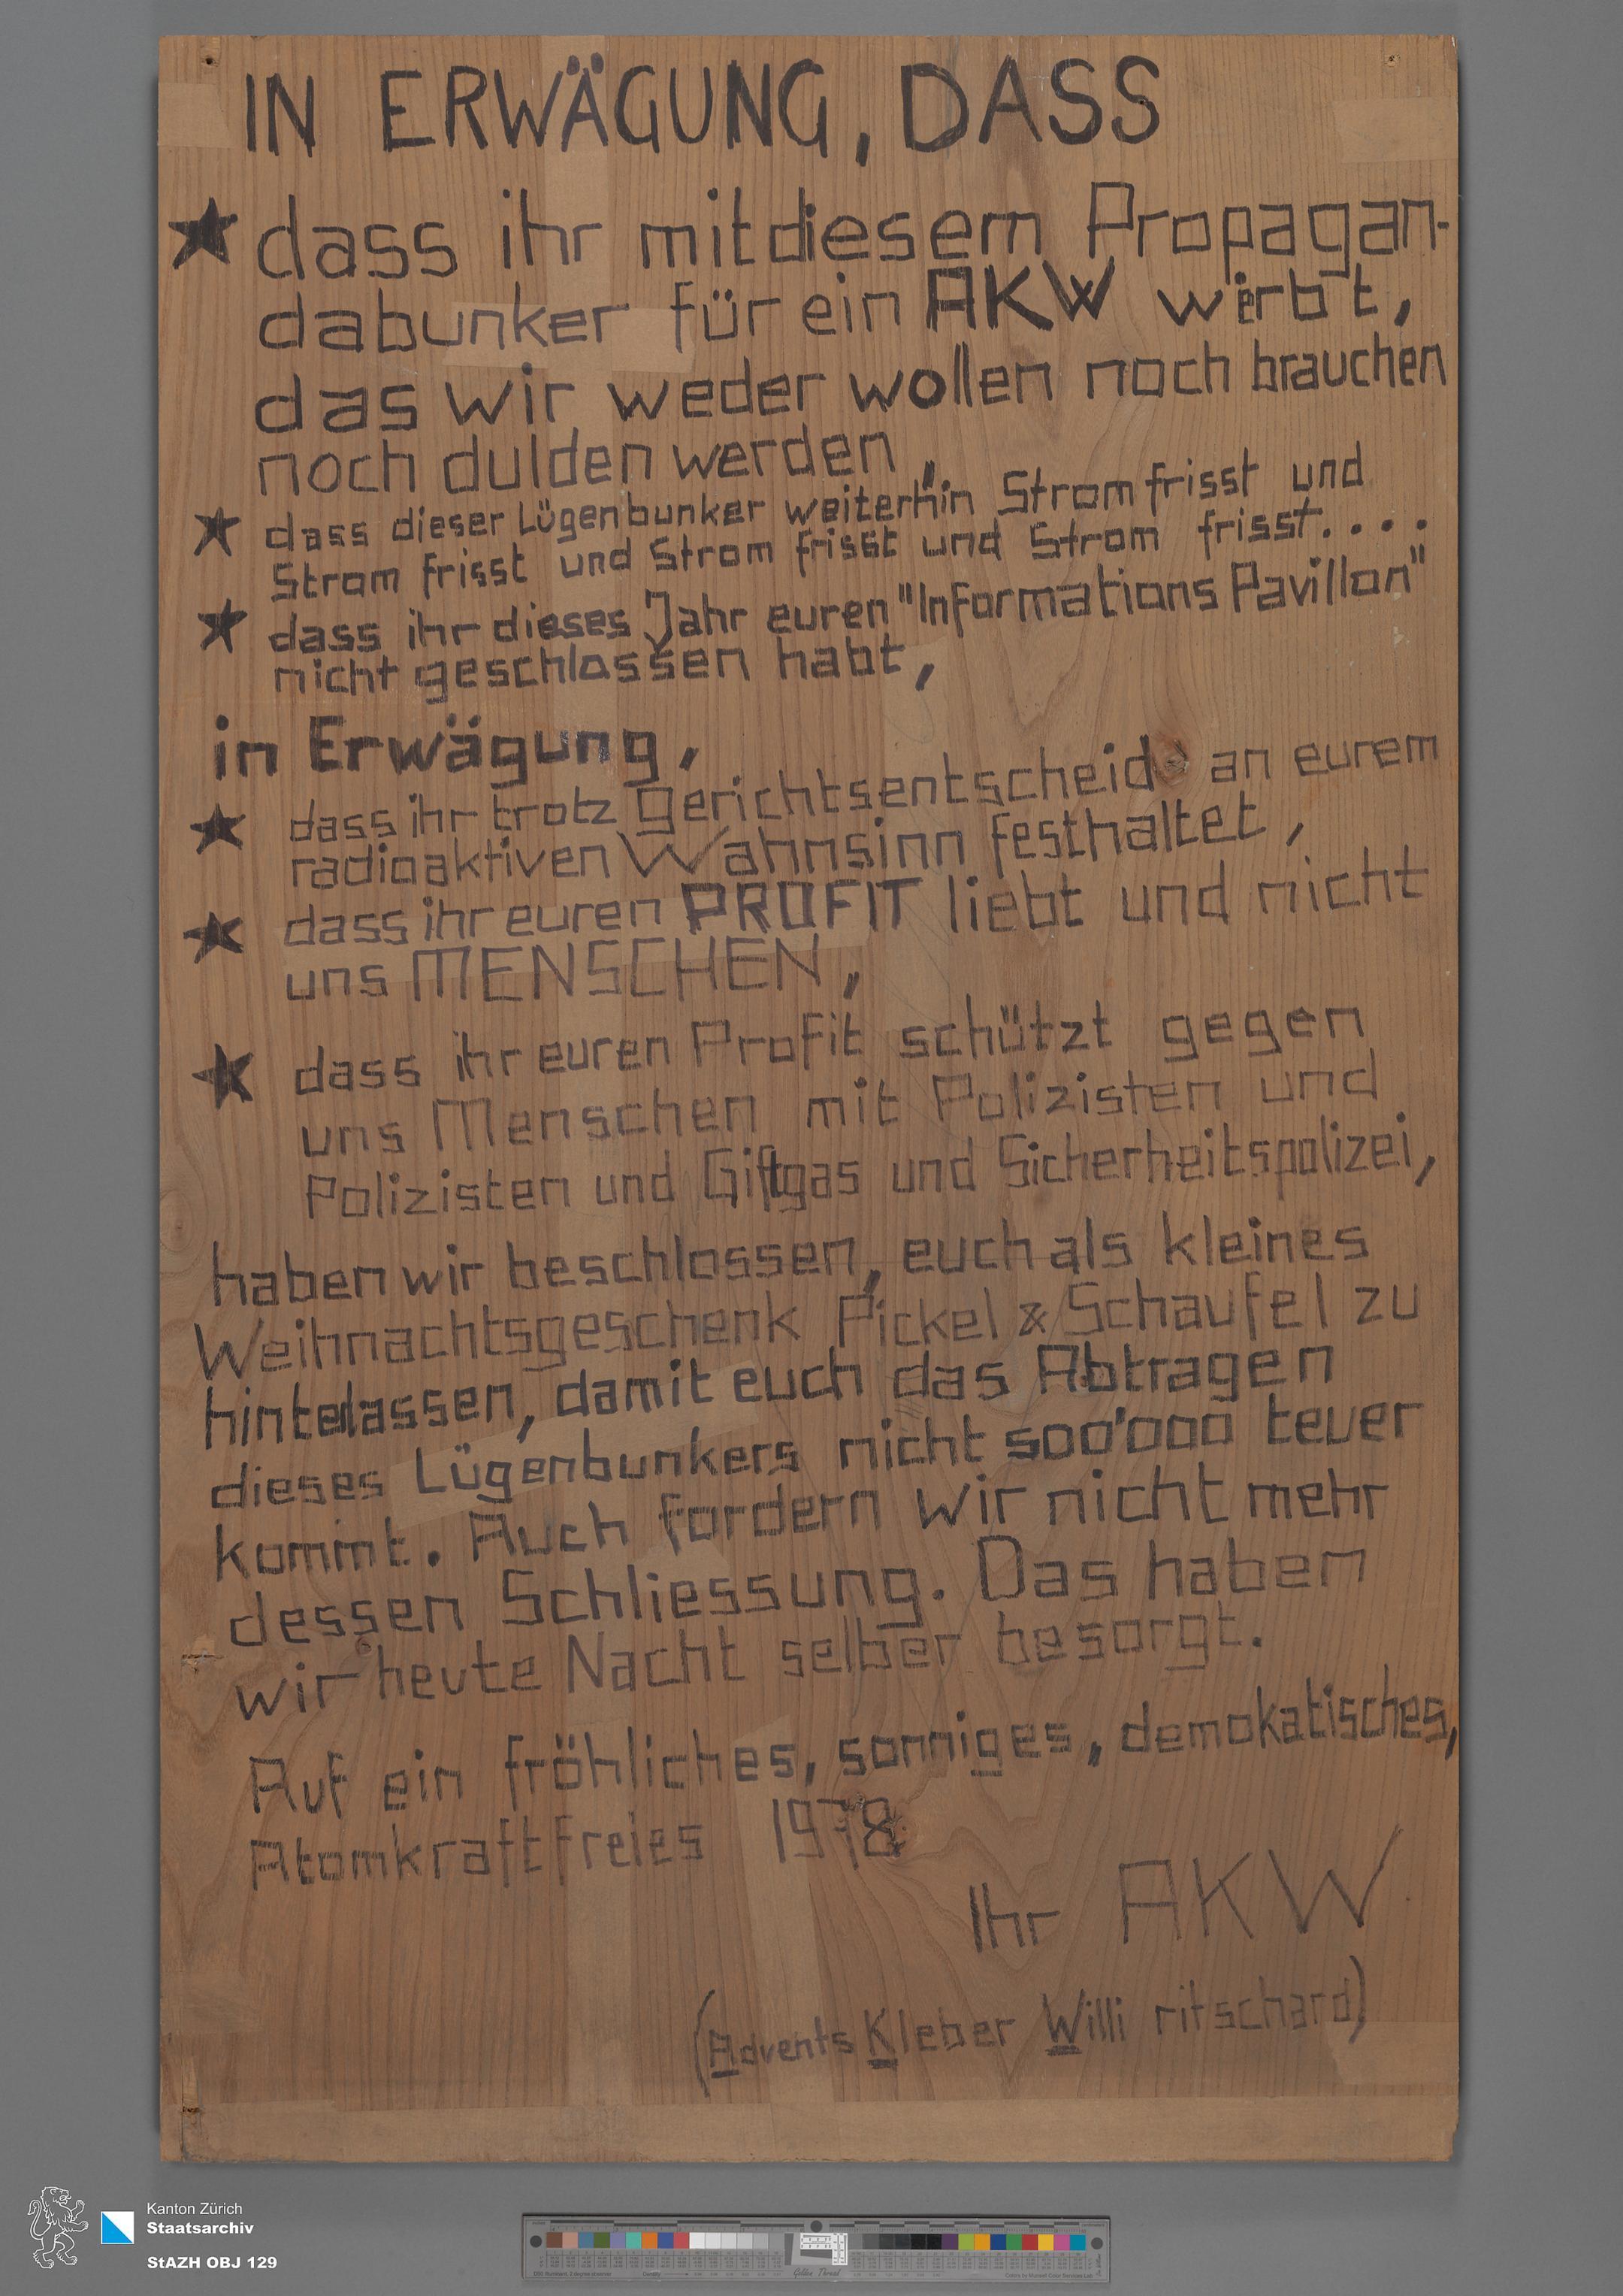 IN ERWÄGUNG, DASS
★ dass ihr mit diesem Propagan-
dabunker für ein AKW werbt,
das wir weder wollen noch brauchen
noch dulden werden,
★ dass dieser Lügenbunker weiterhin Strom frisst und
Strom frisst und Strom frisst und Strom frisst....
★ dass ihr dieses Jahr euren "Informations Pavillon"
nicht geschlossen habt,
in Erwägung,
★ dass ihr trotz gerichtsentscheid an eurem
radioaktiven Wahnsinn festhaltet,
★ dass ihr euren PROFIT liebt und nicht
uns MENSCHEN,
★ dass ihr euren Profit schützt gegen
uns Menschen mit Polizisten und
Polizisten und Giftgas und Sicherheitspolizei,
haben wir beschlossen, euch als kleines
Weihnachtsgeschenk Pickel & Schaufel zu
hinterlassen, damit euch das Abtragen
dieses Lügenbunkers nicht 500'000 teuer
kommt. Auch fordern wir nicht mehr
dessen Schliessung. Das haben
wir heute Nacht selber besorgt.
Auf ein fröhliches, sonniges, demokatisches,
Atomkraftfreies 1978
Ihr AKW
(Advents Kleber Willi ritschard)
Kanton Zürich
Staatsarchiv
StAZH OBJ 129
Golden Thread